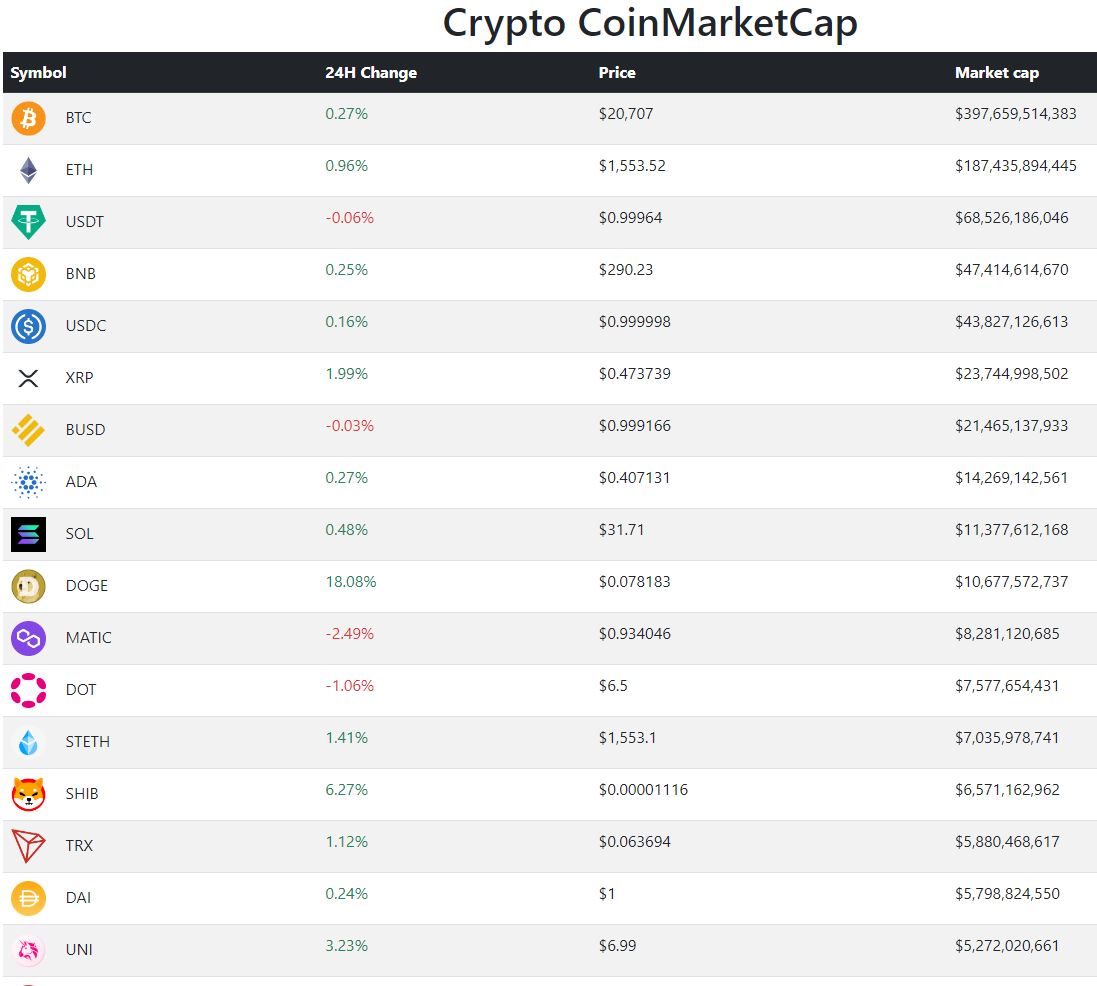 Crypto CoinMarketCap
Symbol 24H Change Price Market cap
BTC 0.27% $20,707 $397,659,514,383
ETH 0.96% $1,553.52 $187,435,894,445
USDT -0.06% $0.99964 $68,526,186,046
BNB 0.25% $290.23 $47,414,614,670
USDC 0.16% $0.999998 $43,827,126,613
XRP 1.99% $0.473739 $23,744,998,502
BUSD -0.03% $0.999166 $21,465,137,933
ADA 0.27% $0.407131 $14,269,142,561
SOL 0.48% $31.71 $11,377,612,168
DOGE 18.08% $0.078183 $10,677,572,737
MATIC -2.49% $0.934046 $8,281,120,685
DOT -1.06% $6.5 $7,577,654,431
STETH 1.41% $1,553.1 $7,035,978,741
SHIB 6.27% $0.00001116 $6,571,162,962
TRX 1.12% $0.063694 $5,880,468,617
DAI 0.24% $1 $5,798,824,550
UNI 3.23% $6.99 $5,272,020,661